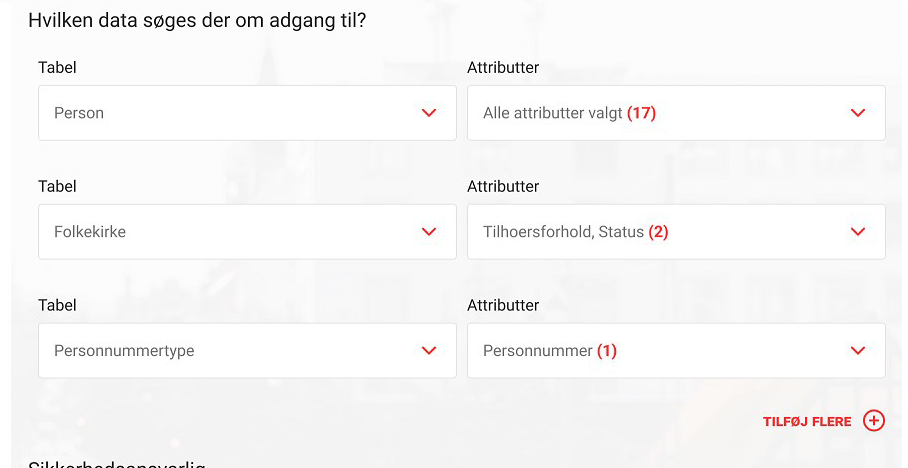 Hvilken data søges der om adgang til?
Tabel
Attributter
Person
Alle attributter valgt (17)
Tabel
Attributter
Folkekirke
Tilhoersforhold, Status (2)
Tabel
Attributter
Personnummertype
Personnummer (1)
TILFØJ FLERE
Sikkerhedsansvarlig